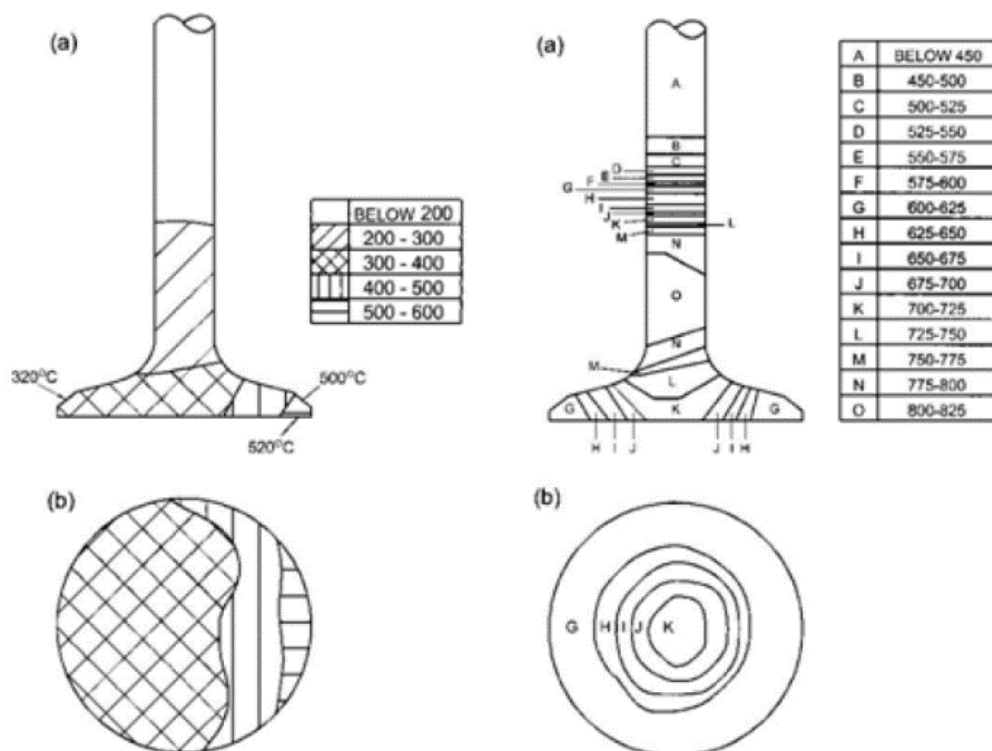 (a)
BELOW 200
200 - 300
300 - 400
400 - 500
500 - 600
320°C
500°C
520°C
(b)
(a)
A
B
C
D
E
F
G
H
I
J
K
L
M
N
O
N
M
L
G
K
G
H I J
J I H
A BELOW 450
B 450-500
C 500-525
D 525-550
E 550-575
F 575-600
G 600-625
H 625-650
I 650-675
J 675-700
K 700-725
L 725-750
M 750-775
N 775-800
O 800-825
(b)
G H I J K